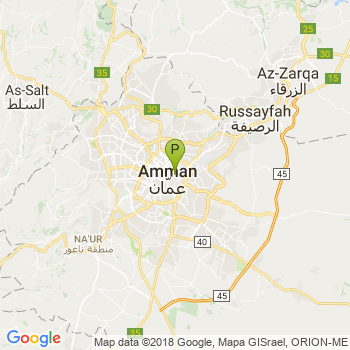 35
25
30
Az-Zarqa
الزرقاء
15
As-Salt
السلط
30
Russayfah
الرصيفة
P
Amman
عمان
45
NA'UR
منطقة ناعور
40
45
35
Google
Map data ©2018 Google, Mapa GISrael, ORION-ME